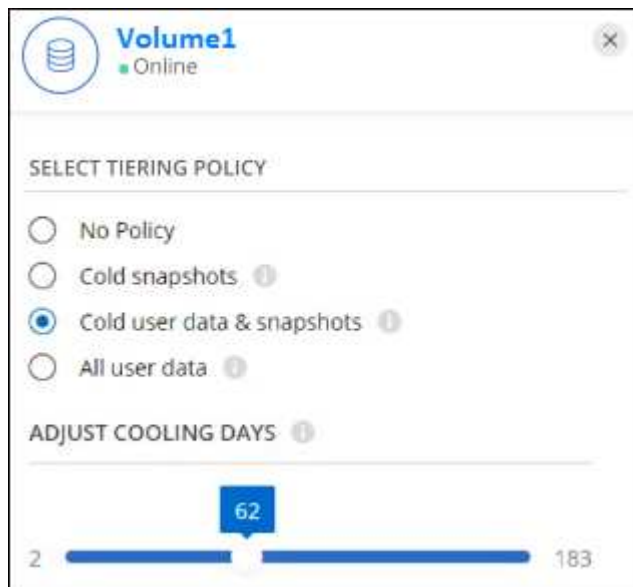 Volume1
Online
SELECT TIERING POLICY
No Policy
Cold snapshots
Cold user data & snapshots
All user data
ADJUST COOLING DAYS
62
2 183